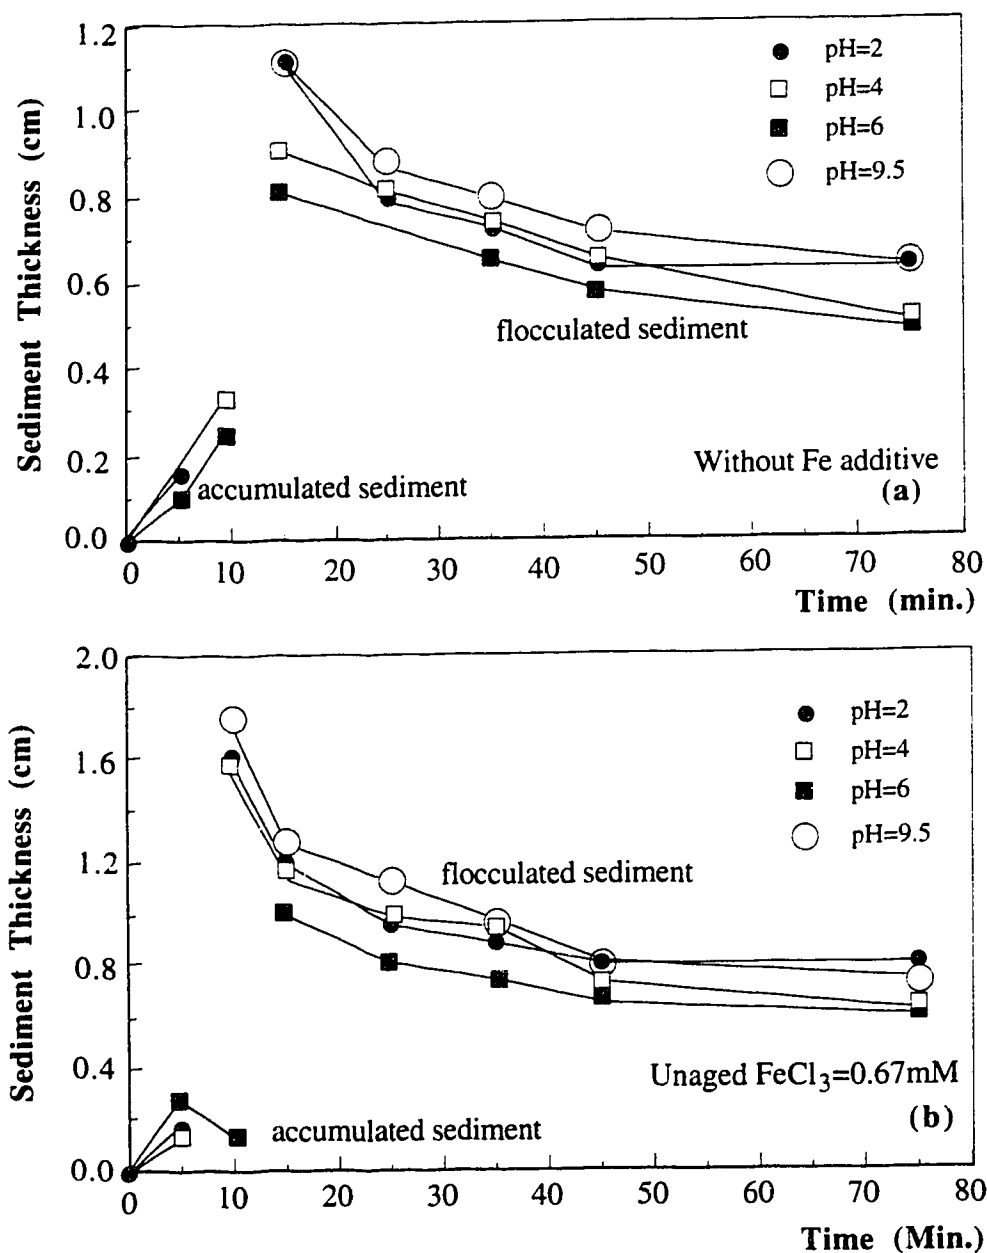 1.2
1.0
0.8
0.6
0.4
0.2
0.0
Sediment Thickness (cm)
pH=2
pH=4
pH=6
pH=9.5
flocculated sediment
accumulated sediment
Without Fe additive
(a)
0 10 20 30 40 50 60 70 80
Time (min.)
2.0
1.6
1.2
0.8
0.4
0.0
Sediment Thickness (cm)
pH=2
pH=4
pH=6
pH=9.5
flocculated sediment
Unaged FeCl₃=0.67mM
(b)
accumulated sediment
0 10 20 30 40 50 60 70 80
Time (Min.)